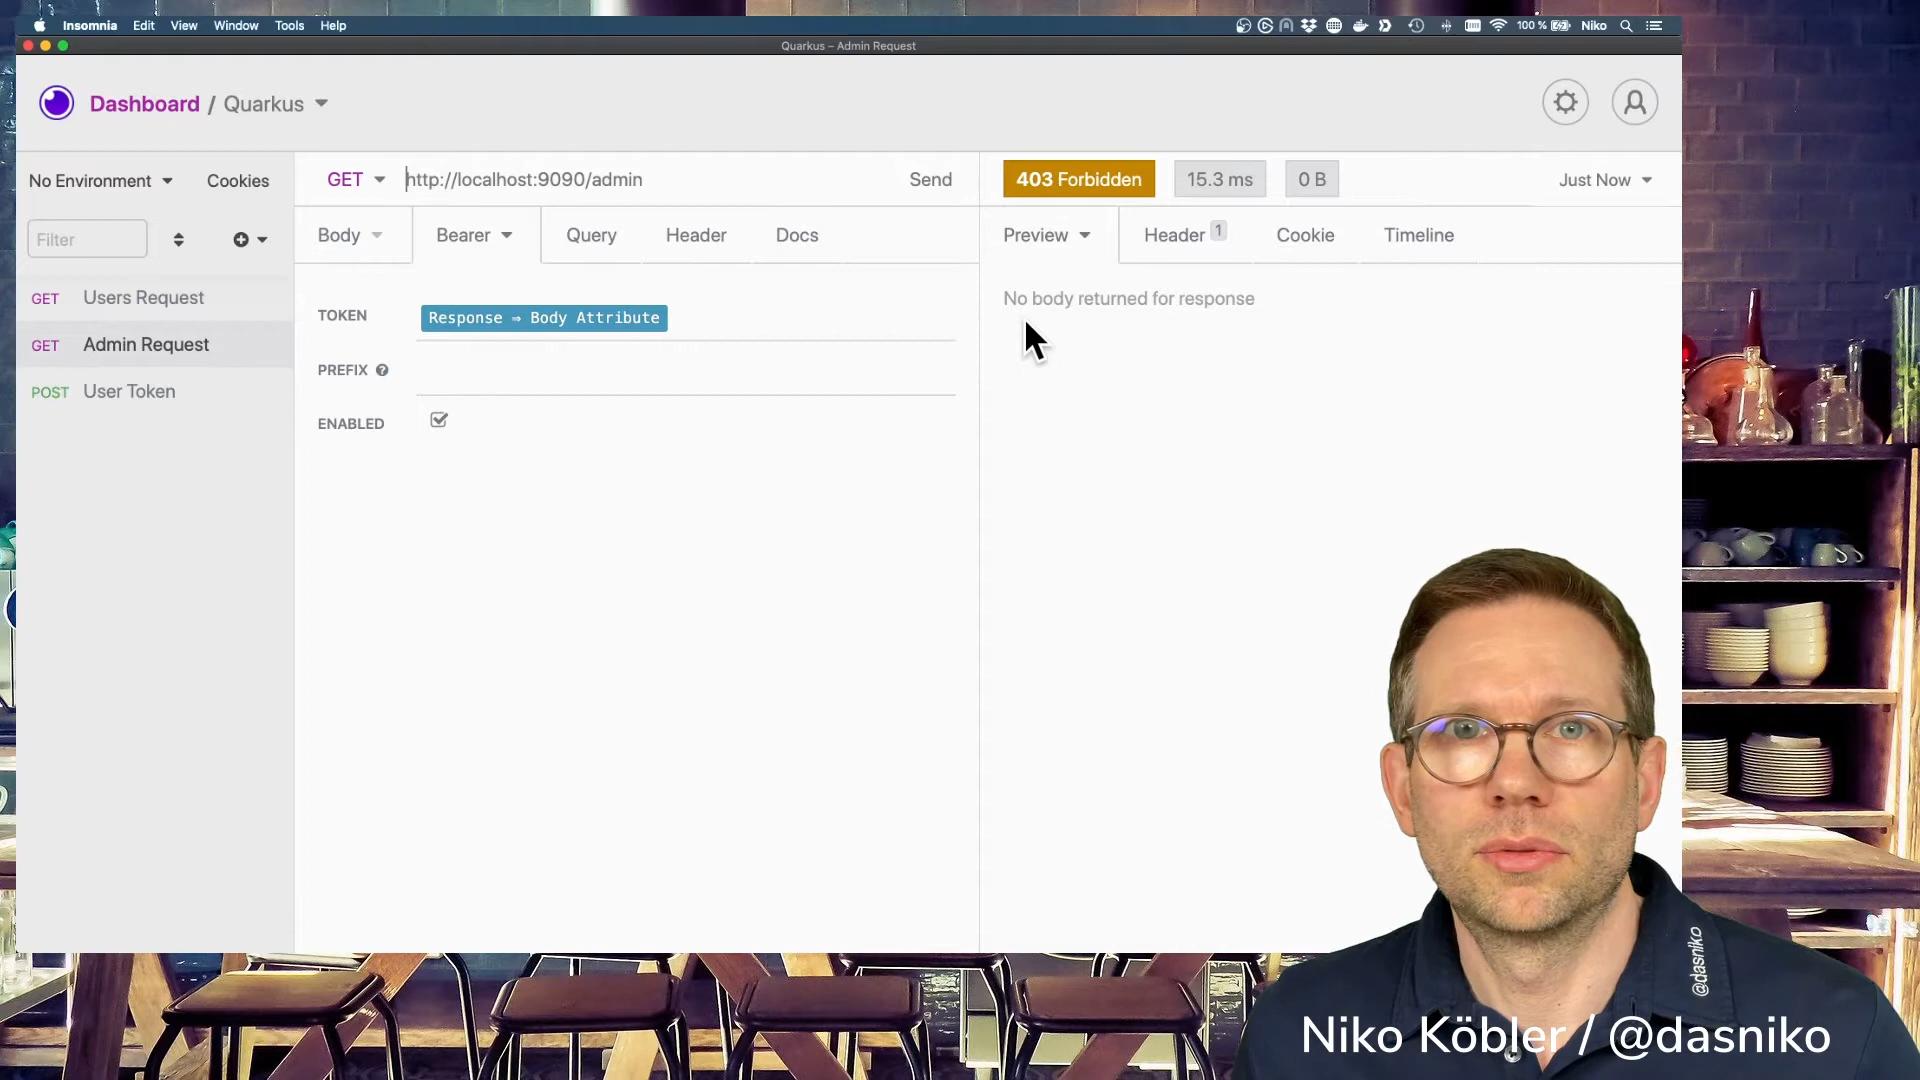 Insomnia Edit View Window Tools Help 100 % Niko
Quarkus – Admin Request
Dashboard / Quarkus
No Environment Cookies
GET http://localhost:9090/admin Send
403 Forbidden 15.3 ms 0 B Just Now
Filter
Body Bearer Query Header Docs
Preview Header 1 Cookie Timeline
GET Users Request
GET Admin Request
POST User Token
TOKEN Response ⇒ Body Attribute
PREFIX ?
ENABLED
No body returned for response
@dasniko
Niko Köbler / @dasniko